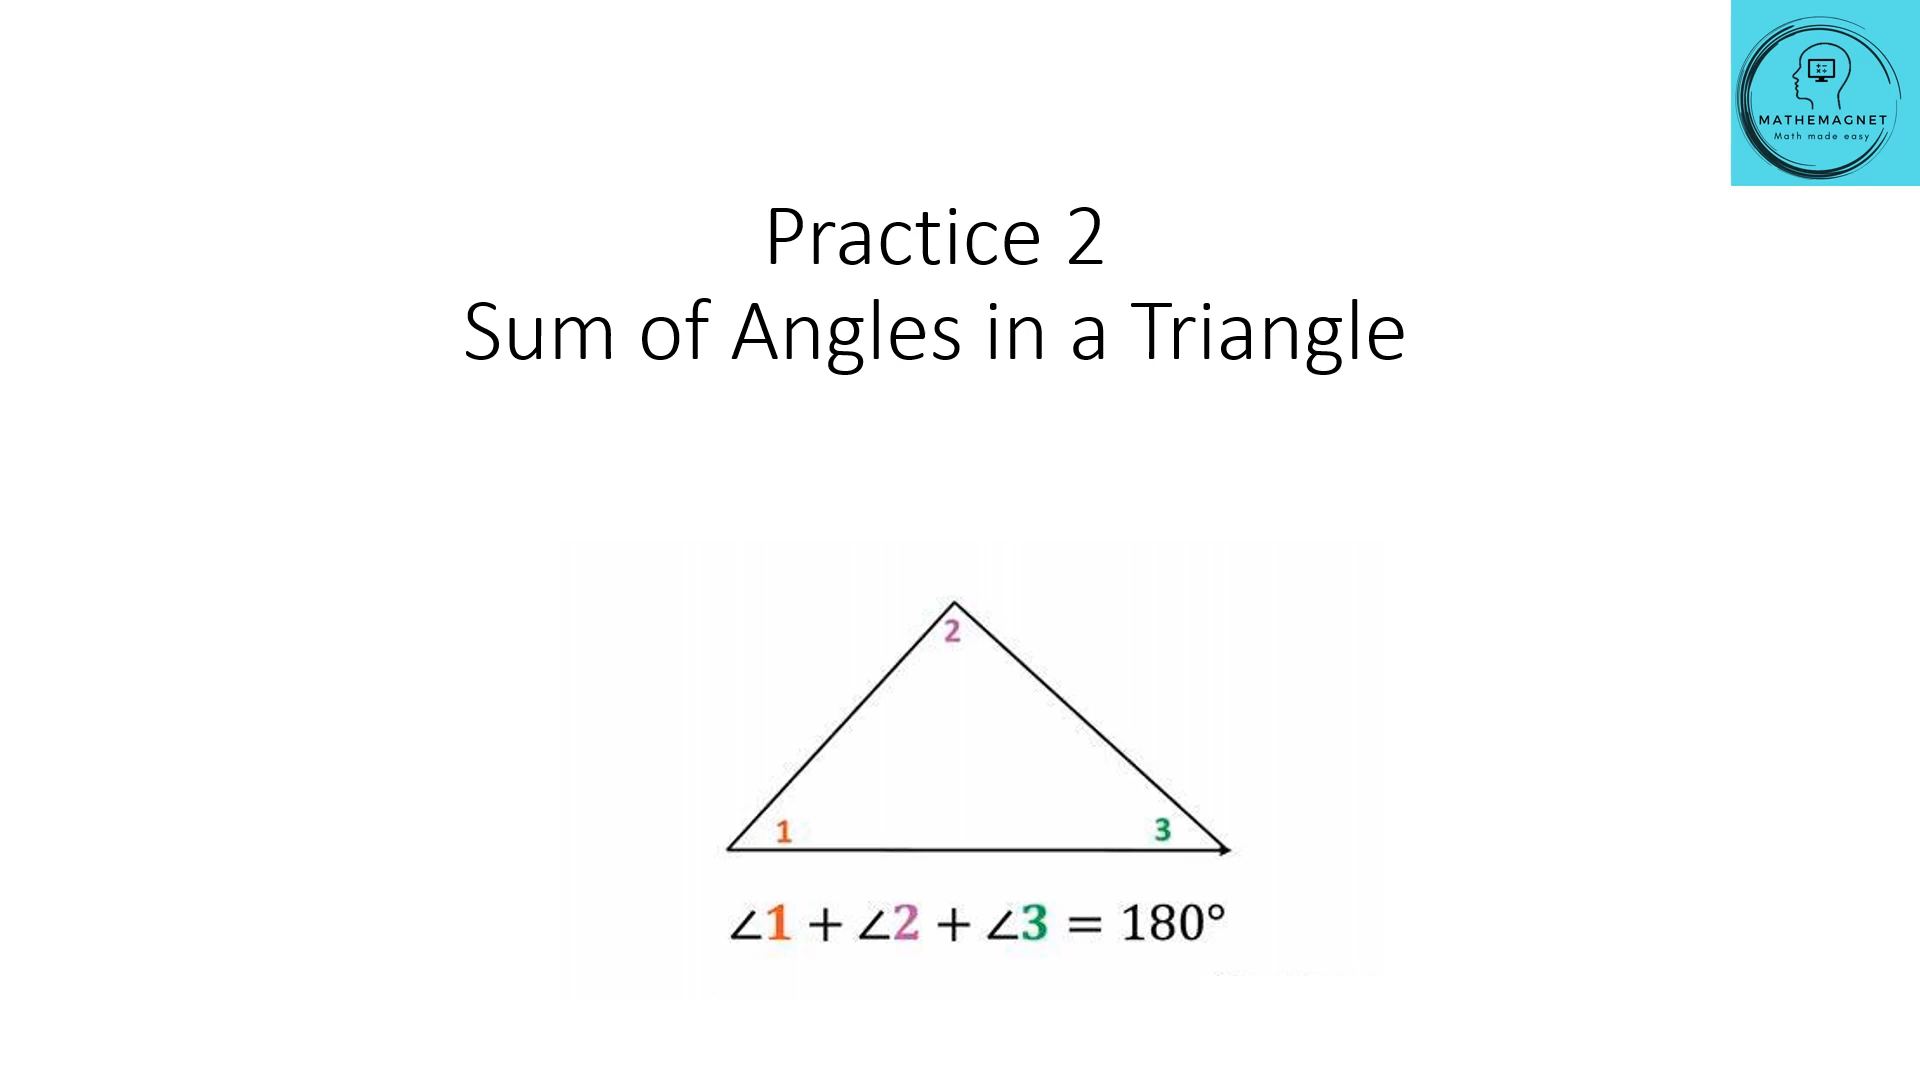 MATHEMAGNET
Math made easy
Practice 2
Sum of Angles in a Triangle
2
1
3
∠1 + ∠2 + ∠3 = 180°